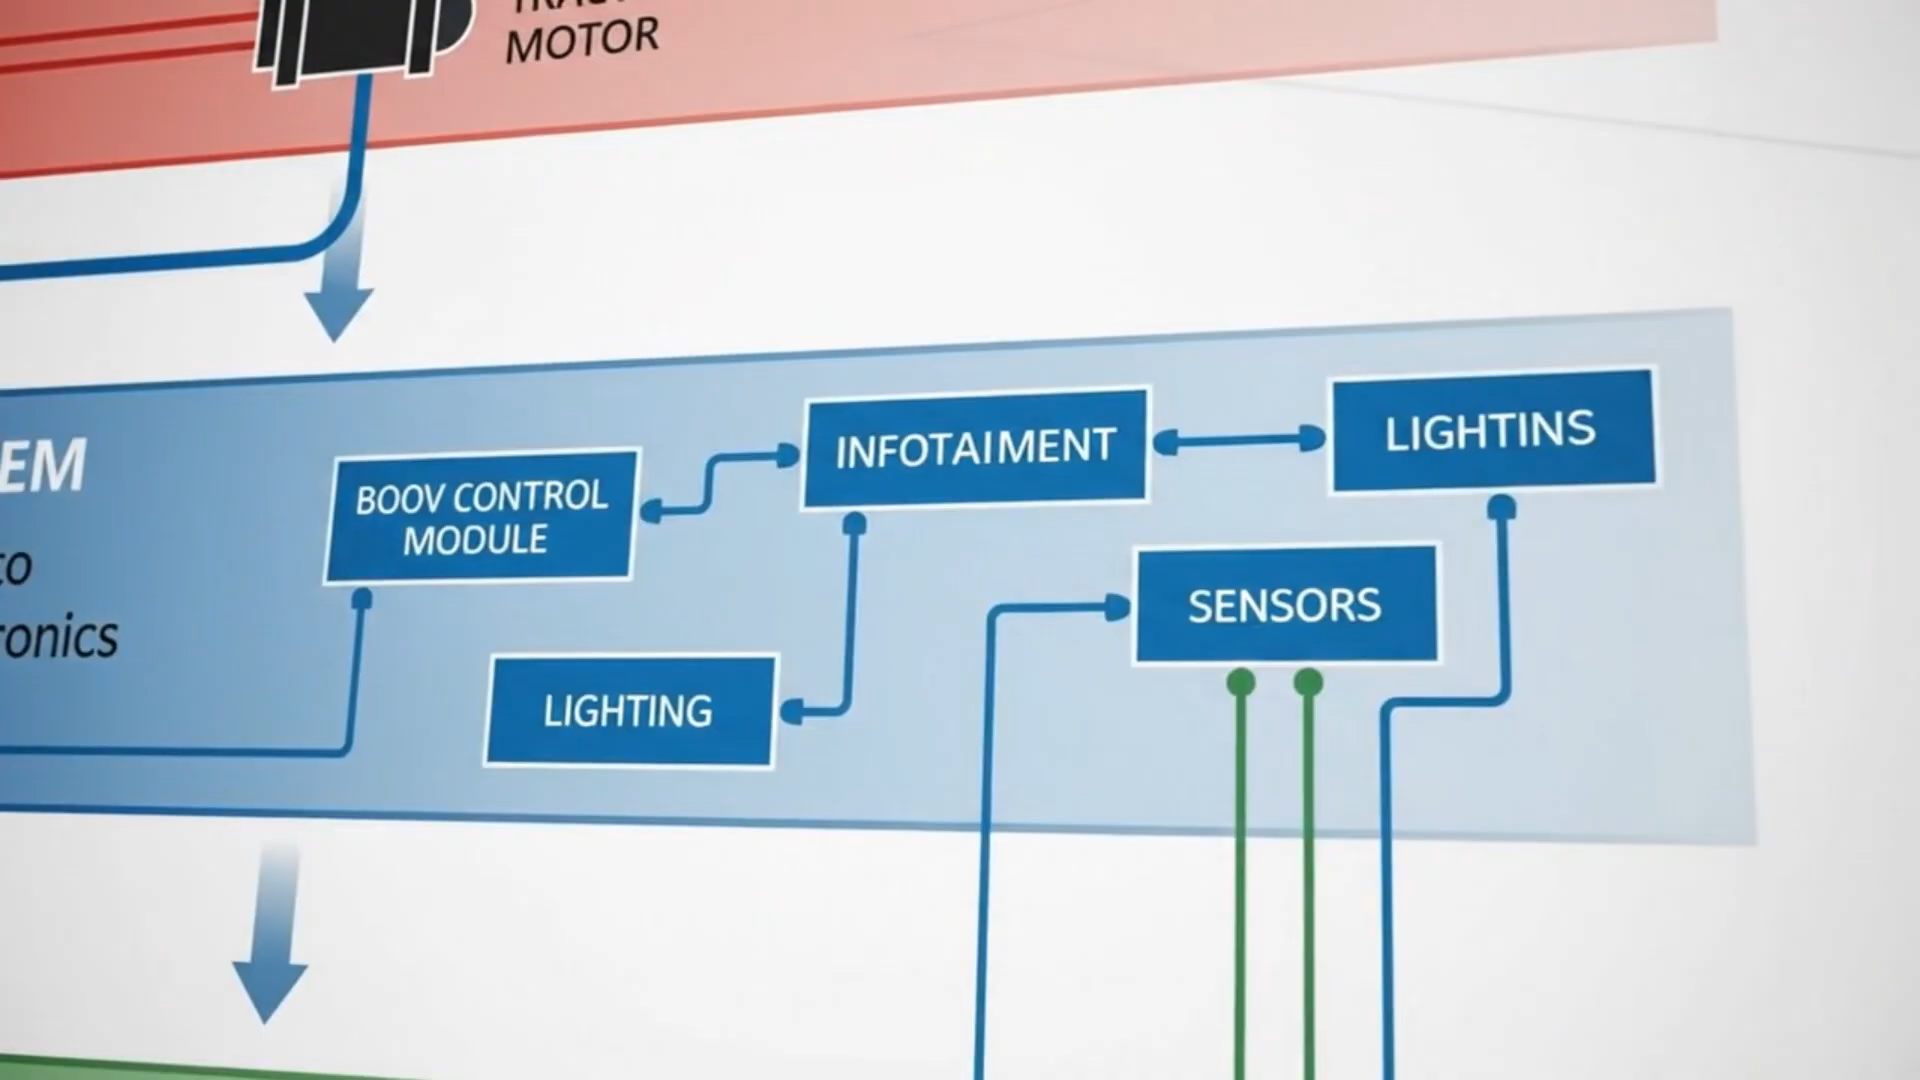 MOTOR
EM
to
ronics
BOOV CONTROL
MODULE
INFOTAIMENT
LIGHTINS
SENSORS
LIGHTING